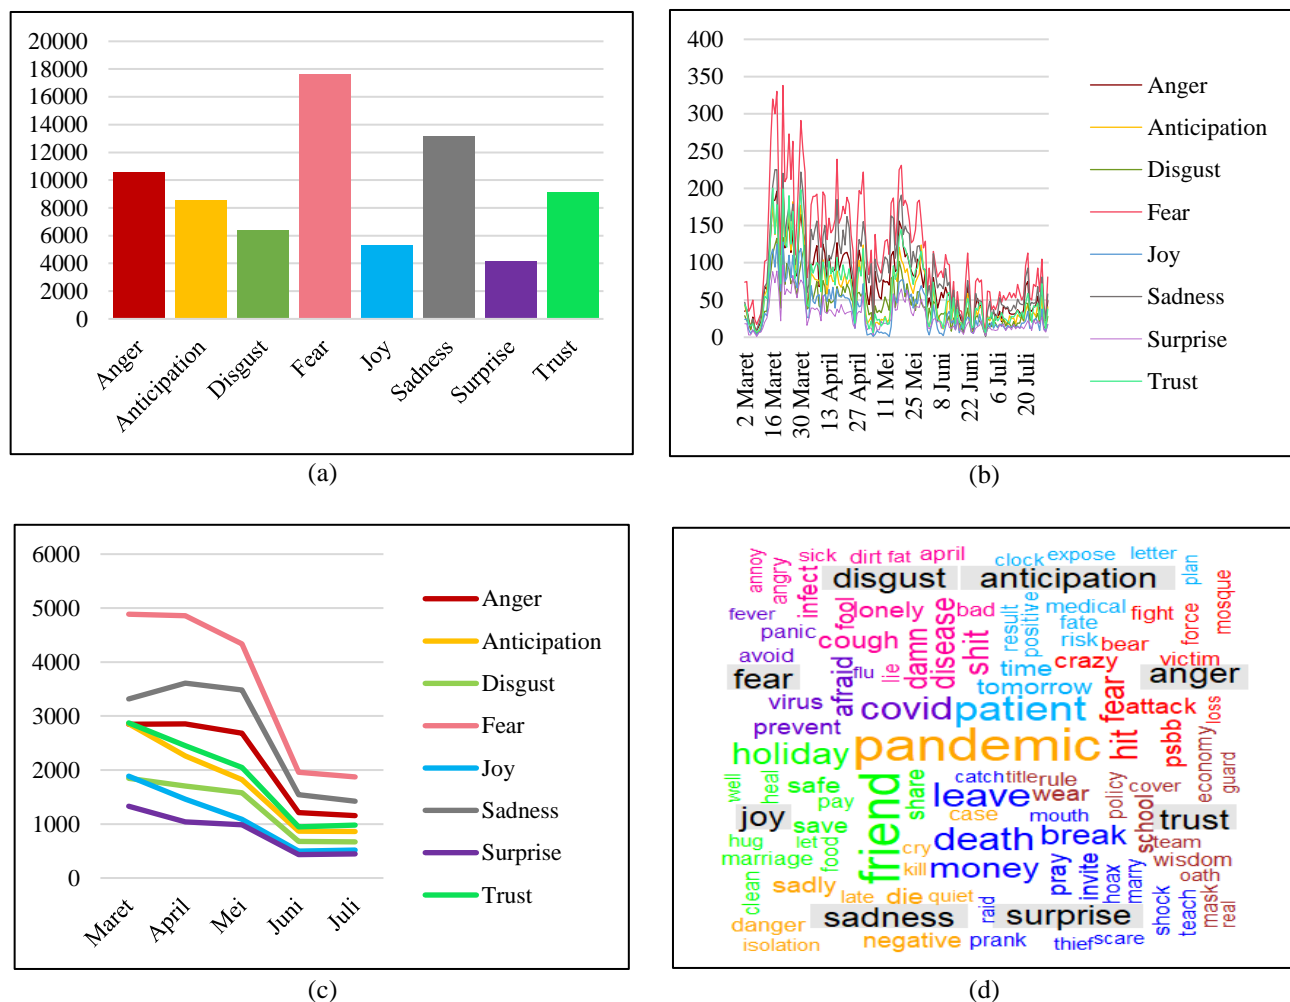 20000
18000
16000
14000
12000
10000
8000
6000
4000
2000
0
Anger
Anticipation
Disgust
Fear
Joy
Sadness
Surprise
Trust
(a)
400
350
300
250
200
150
100
50
0
2 Maret
16 Maret
30 Maret
13 April
27 April
11 Mei
25 Mei
8 Juni
22 Juni
6 Juli
20 Juli
Anger
Anticipation
Disgust
Fear
Joy
Sadness
Surprise
Trust
(b)
6000
5000
4000
3000
2000
1000
0
Maret
April
Mei
Juni
Juli
Anger
Anticipation
Disgust
Fear
Joy
Sadness
Surprise
Trust
(c)
annoy
angry
sick
dirt
fat
april
clock
expose
letter
plan
disgust
anticipation
infect
fool
lonely
disease
bad
result
positive
medical
fate
fight
force
mosque
fever
panic
cough
damn
shit
risk
bear
avoid
fear
afraid
flu
lie
time
crazy
victim
anger
tomorrow
virus
prevent
covid
patient
fear
attack
loss
hit
psbb
holiday
pandemic
economy
guard
well
heal
safe
pay
share
catch
title
rule
leave
wear
policy
cover
joy
save
friend
case
mouth
school
trust
hug
let
food
cry
death
break
team
marriage
kill
money
wisdom
clean
sadly
late
die
quiet
pray
invite
hoax
marry
oath
mask
real
danger
sadness
raid
surprise
shock
teach
isolation
negative
prank
thief
scare
(d)